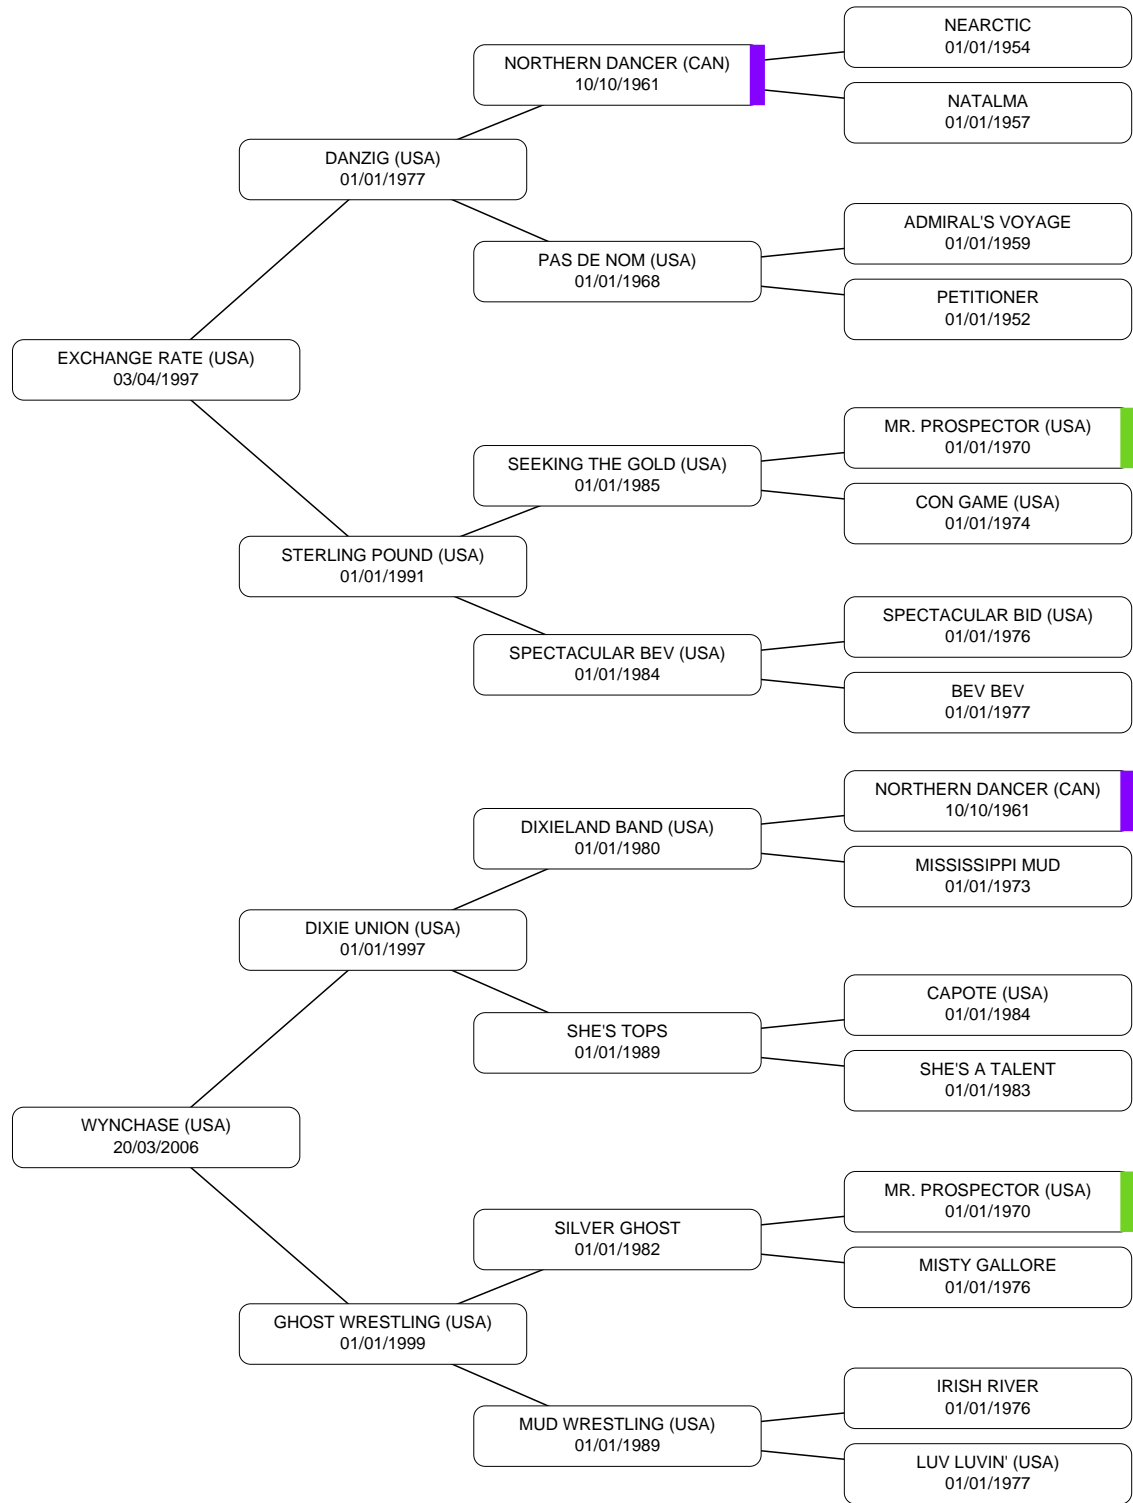 NEARCTIC
01/01/1954
NORTHERN DANCER (CAN)
10/10/1961
NATALMA
01/01/1957
DANZIG (USA)
01/01/1977
ADMIRAL'S VOYAGE
01/01/1959
PAS DE NOM (USA)
01/01/1968
PETITIONER
01/01/1952
EXCHANGE RATE (USA)
03/04/1997
MR. PROSPECTOR (USA)
01/01/1970
SEEKING THE GOLD (USA)
01/01/1985
CON GAME (USA)
01/01/1974
STERLING POUND (USA)
01/01/1991
SPECTACULAR BID (USA)
01/01/1976
SPECTACULAR BEV (USA)
01/01/1984
BEV BEV
01/01/1977
NORTHERN DANCER (CAN)
10/10/1961
DIXIELAND BAND (USA)
01/01/1980
MISSISSIPPI MUD
01/01/1973
DIXIE UNION (USA)
01/01/1997
CAPOTE (USA)
01/01/1984
SHE'S TOPS
01/01/1989
SHE'S A TALENT
01/01/1983
WYNCHASE (USA)
20/03/2006
MR. PROSPECTOR (USA)
01/01/1970
SILVER GHOST
01/01/1982
MISTY GALLORE
01/01/1976
GHOST WRESTLING (USA)
01/01/1999
IRISH RIVER
01/01/1976
MUD WRESTLING (USA)
01/01/1989
LUV LUVIN' (USA)
01/01/1977